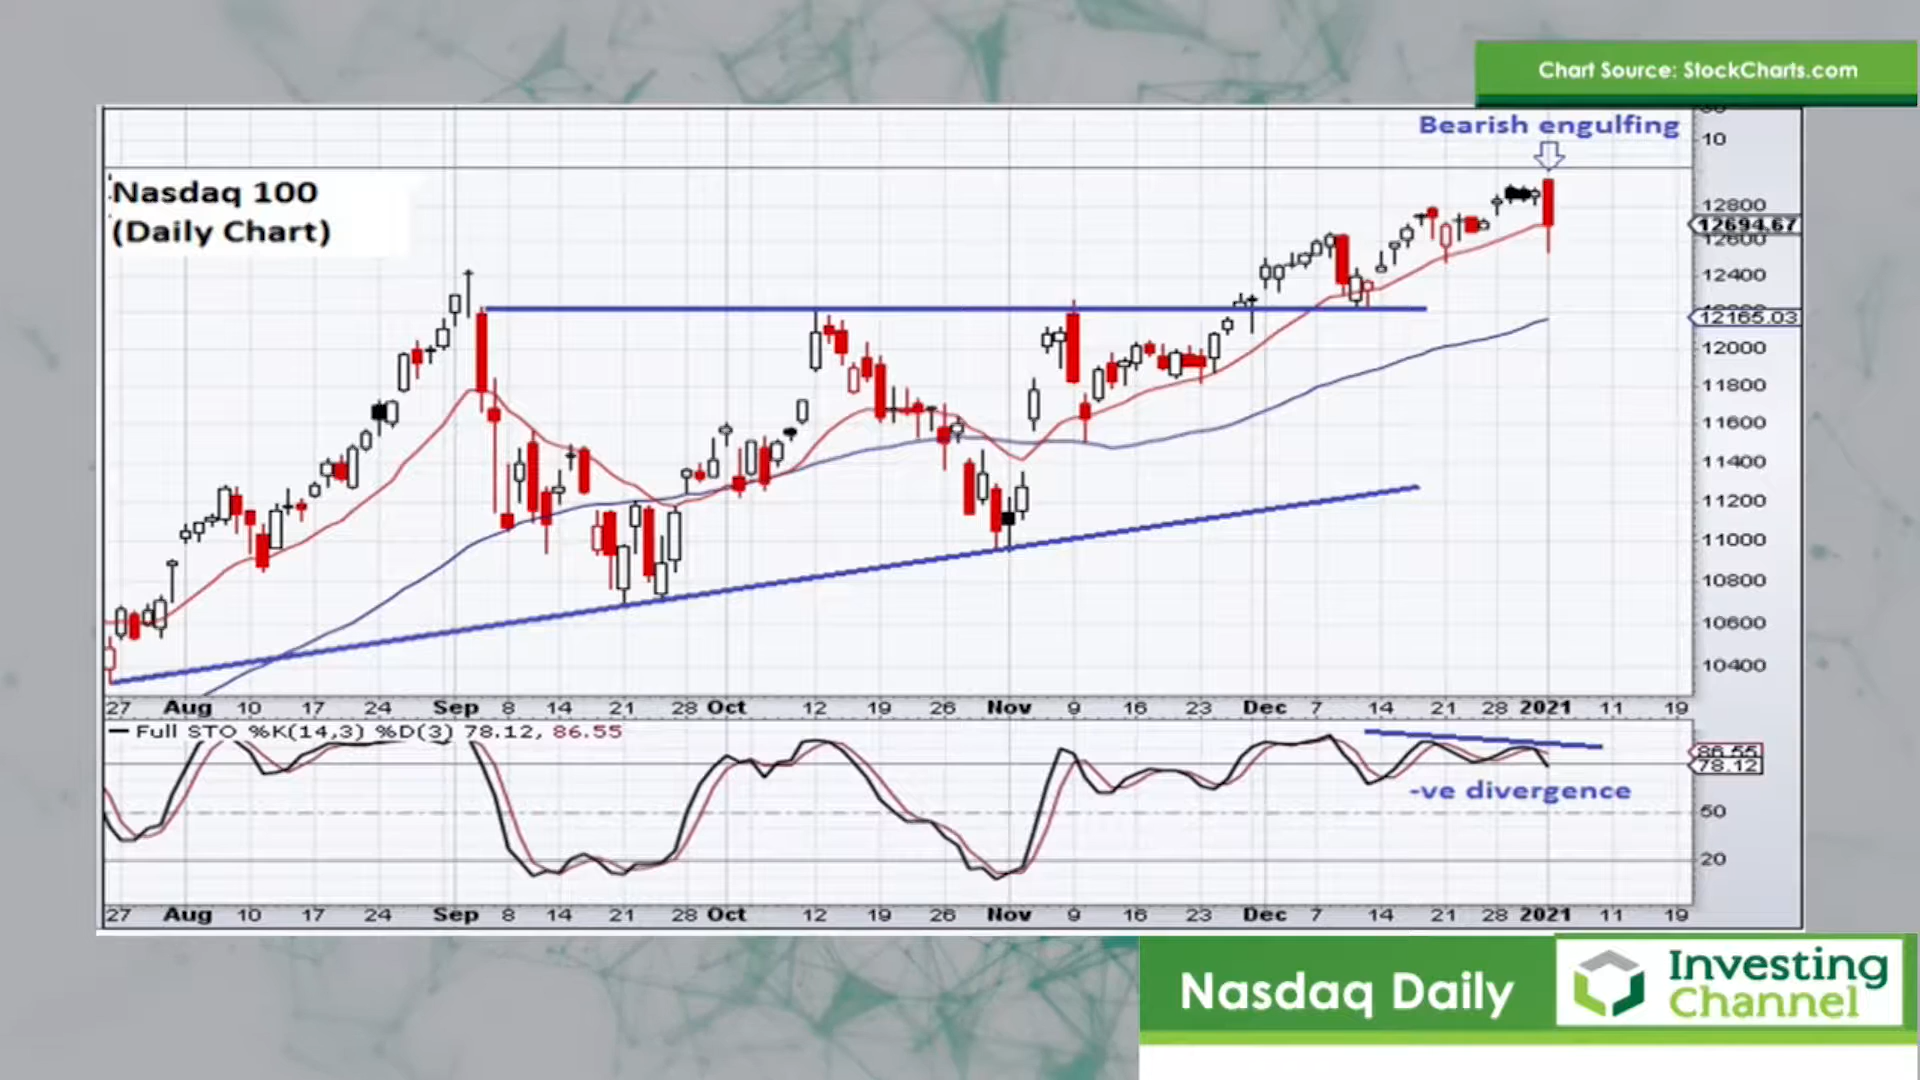 Chart Source: StockCharts.com
Bearish engulfing
10
Nasdaq 100
(Daily Chart)
12800
12694.67
12600
12400
12165.03
12000
11800
11600
11400
11200
11000
10800
10600
10400
27 Aug 10 17 24 Sep 8 14 21 28 Oct 12 19 26 Nov 9 16 23 Dec 7 14 21 28 2021 11 19
Full STO %K(14,3) %D(3) 78.12, 86.55
86.55
78.12
-ve divergence
50
20
27 Aug 10 17 24 Sep 8 14 21 28 Oct 12 19 26 Nov 9 16 23 Dec 7 14 21 28 2021 11 19
Nasdaq Daily
Investing
Channel